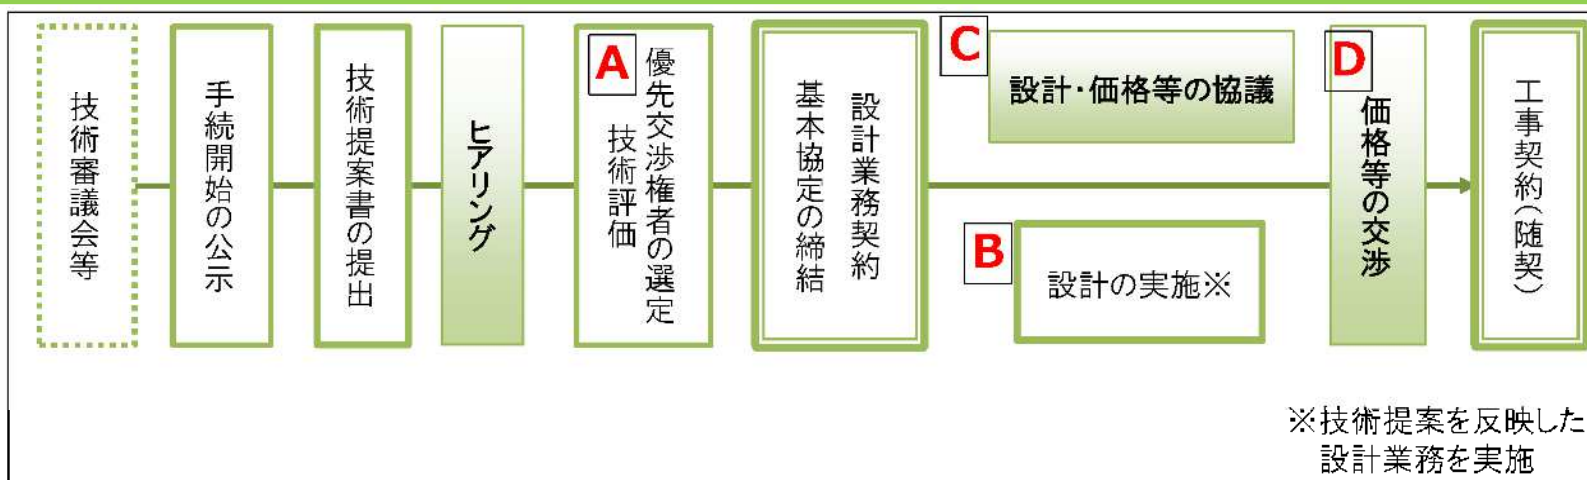 技術審議会等
手続開始の公示
技術提案書の提出
ヒアリング
A
優先交渉権者の選定
技術評価
設計業務契約
基本協定の締結
C
設計・価格等の協議
B
設計の実施※
D
価格等の交渉
工事契約（随契）
※技術提案を反映した
設計業務を実施